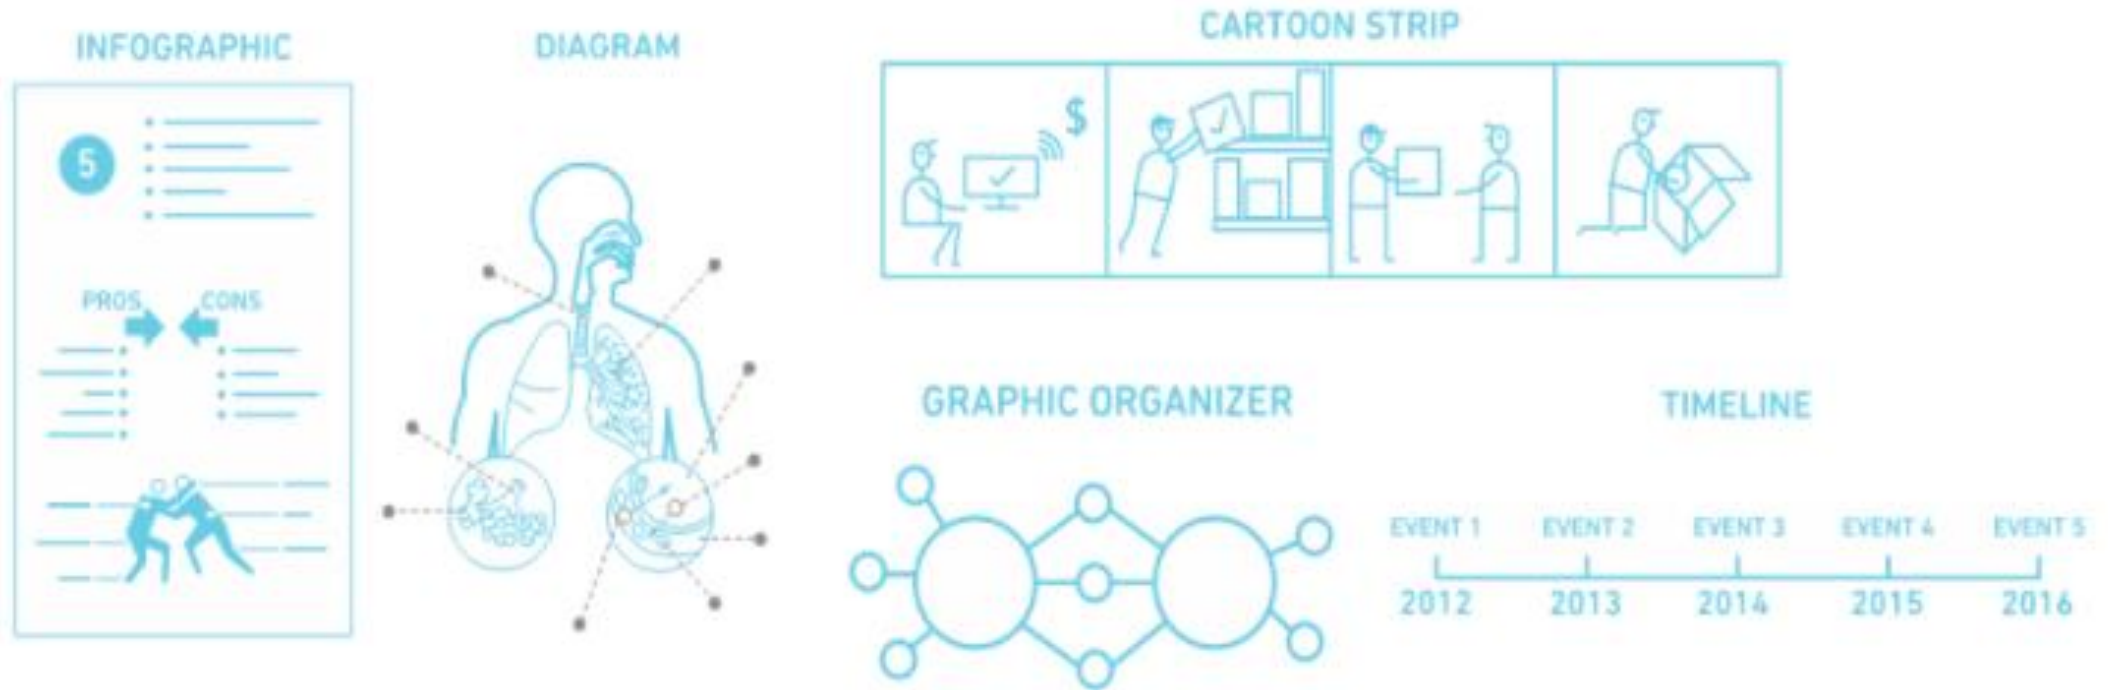 INFOGRAPHIC
5
PROS CONS
DIAGRAM
CARTOON STRIP
$
GRAPHIC ORGANIZER
TIMELINE
EVENT 1 EVENT 2 EVENT 3 EVENT 4 EVENT 5
2012 2013 2014 2015 2016